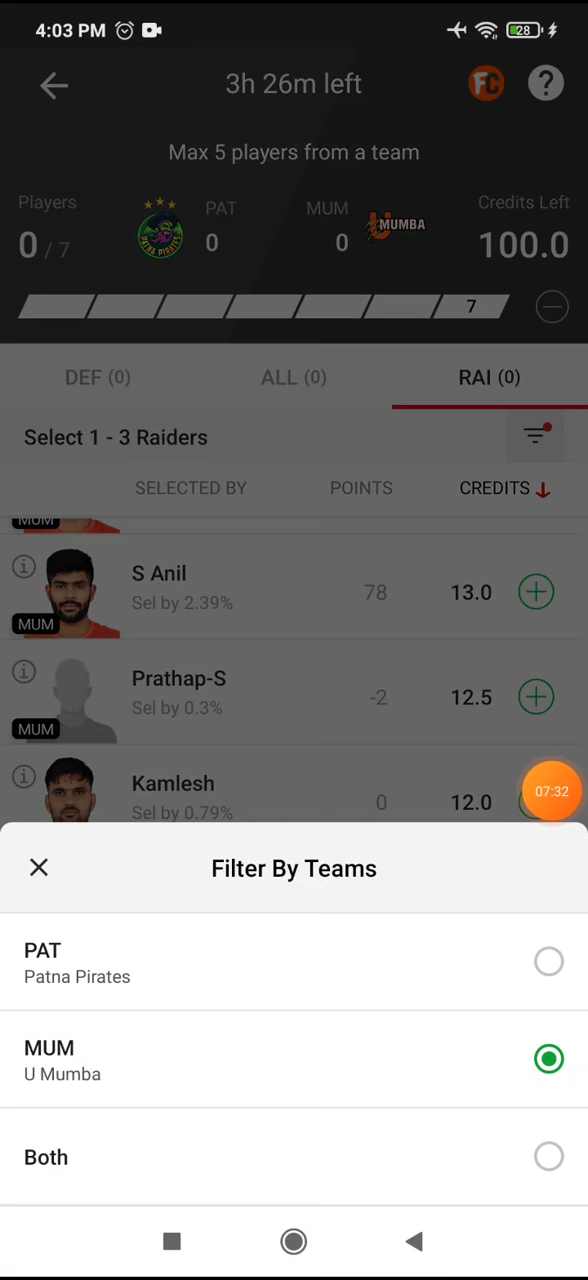 4:03 PM 28
3h 26m left FC ?
Max 5 players from a team
Players PAT MUM Credits Left
0 / 7 PATNA PIRATES 0 0 U MUMBA 100.0
7
DEF (0) ALL (0) RAI (0)
Select 1 - 3 Raiders
SELECTED BY POINTS CREDITS
MUM
S Anil
Sel by 2.39% 78 13.0
MUM
Prathap-S
Sel by 0.3% -2 12.5
MUM
Kamlesh
Sel by 0.79% 0 12.0
07:32
Filter By Teams
PAT
Patna Pirates
MUM
U Mumba
Both